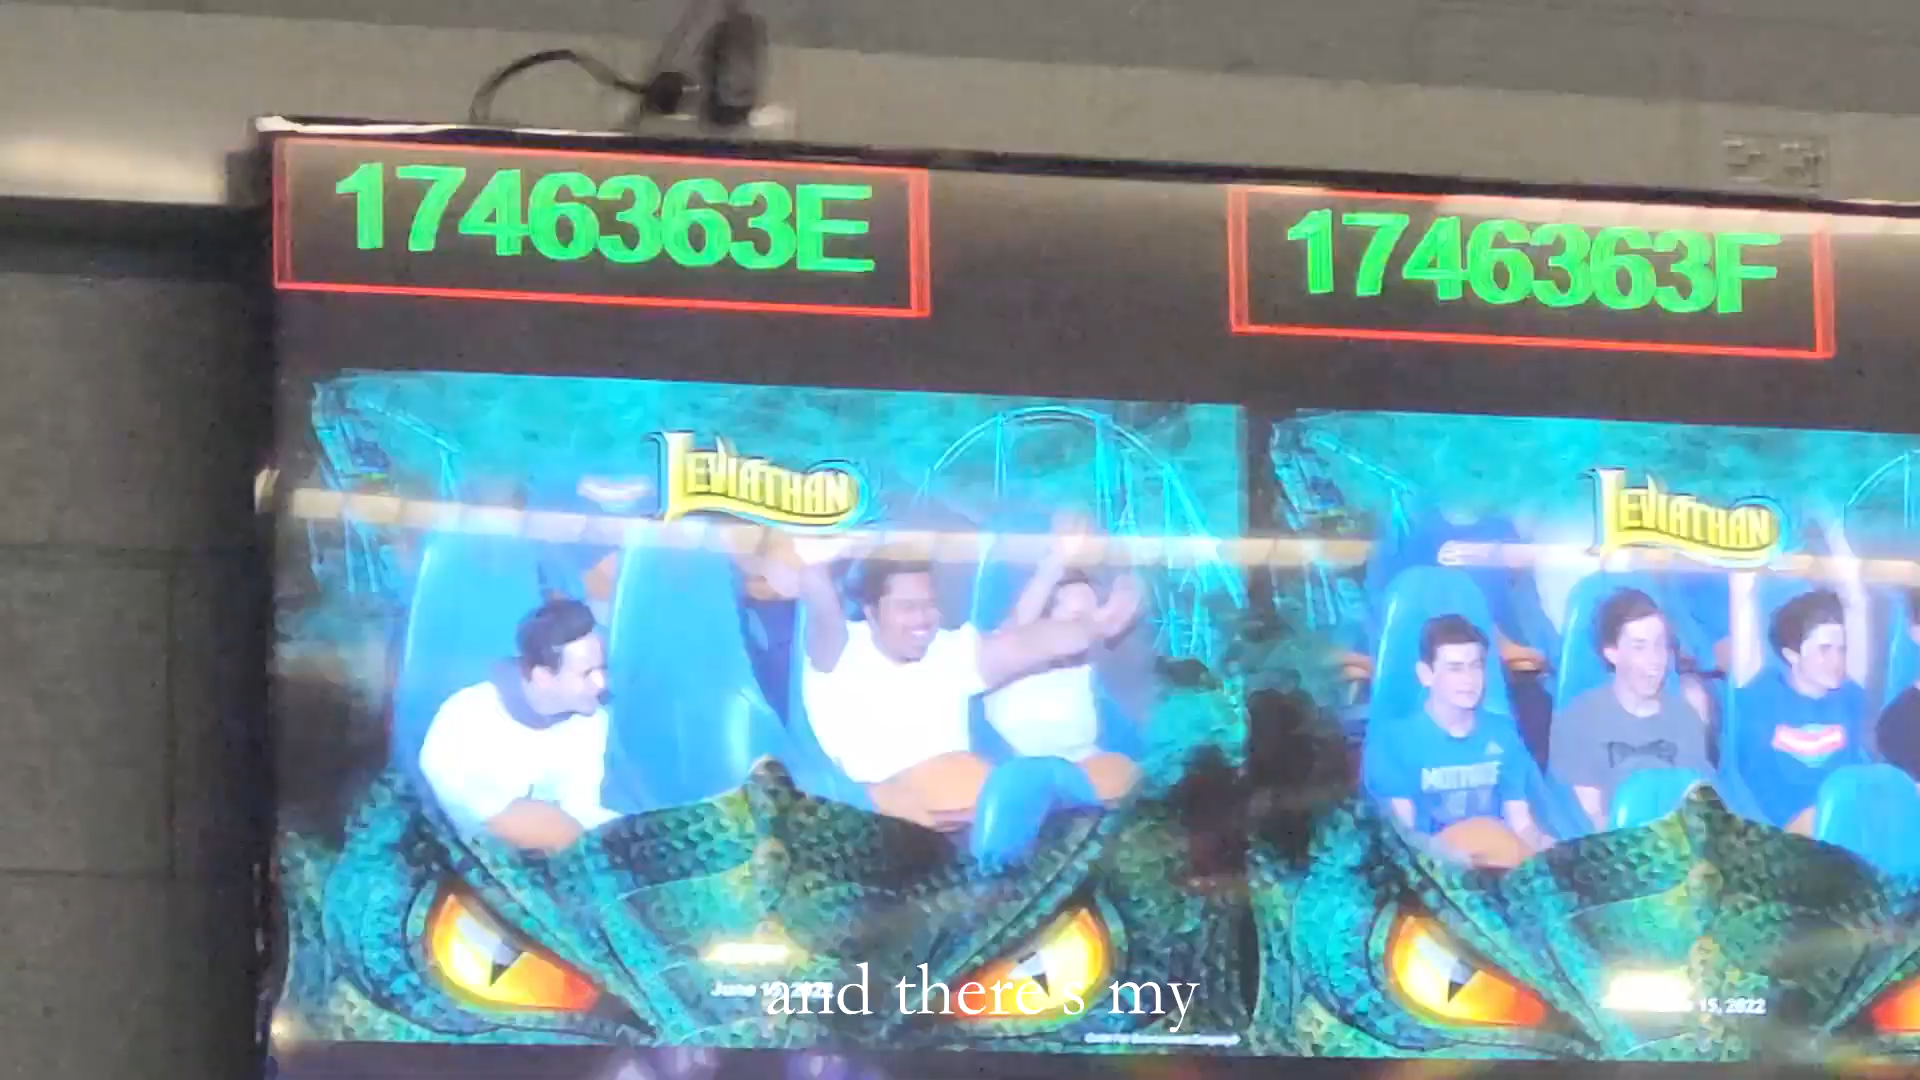 1746363E
1746363F
LEVIATHAN
LEVIATHAN
and there's my
15, 2022